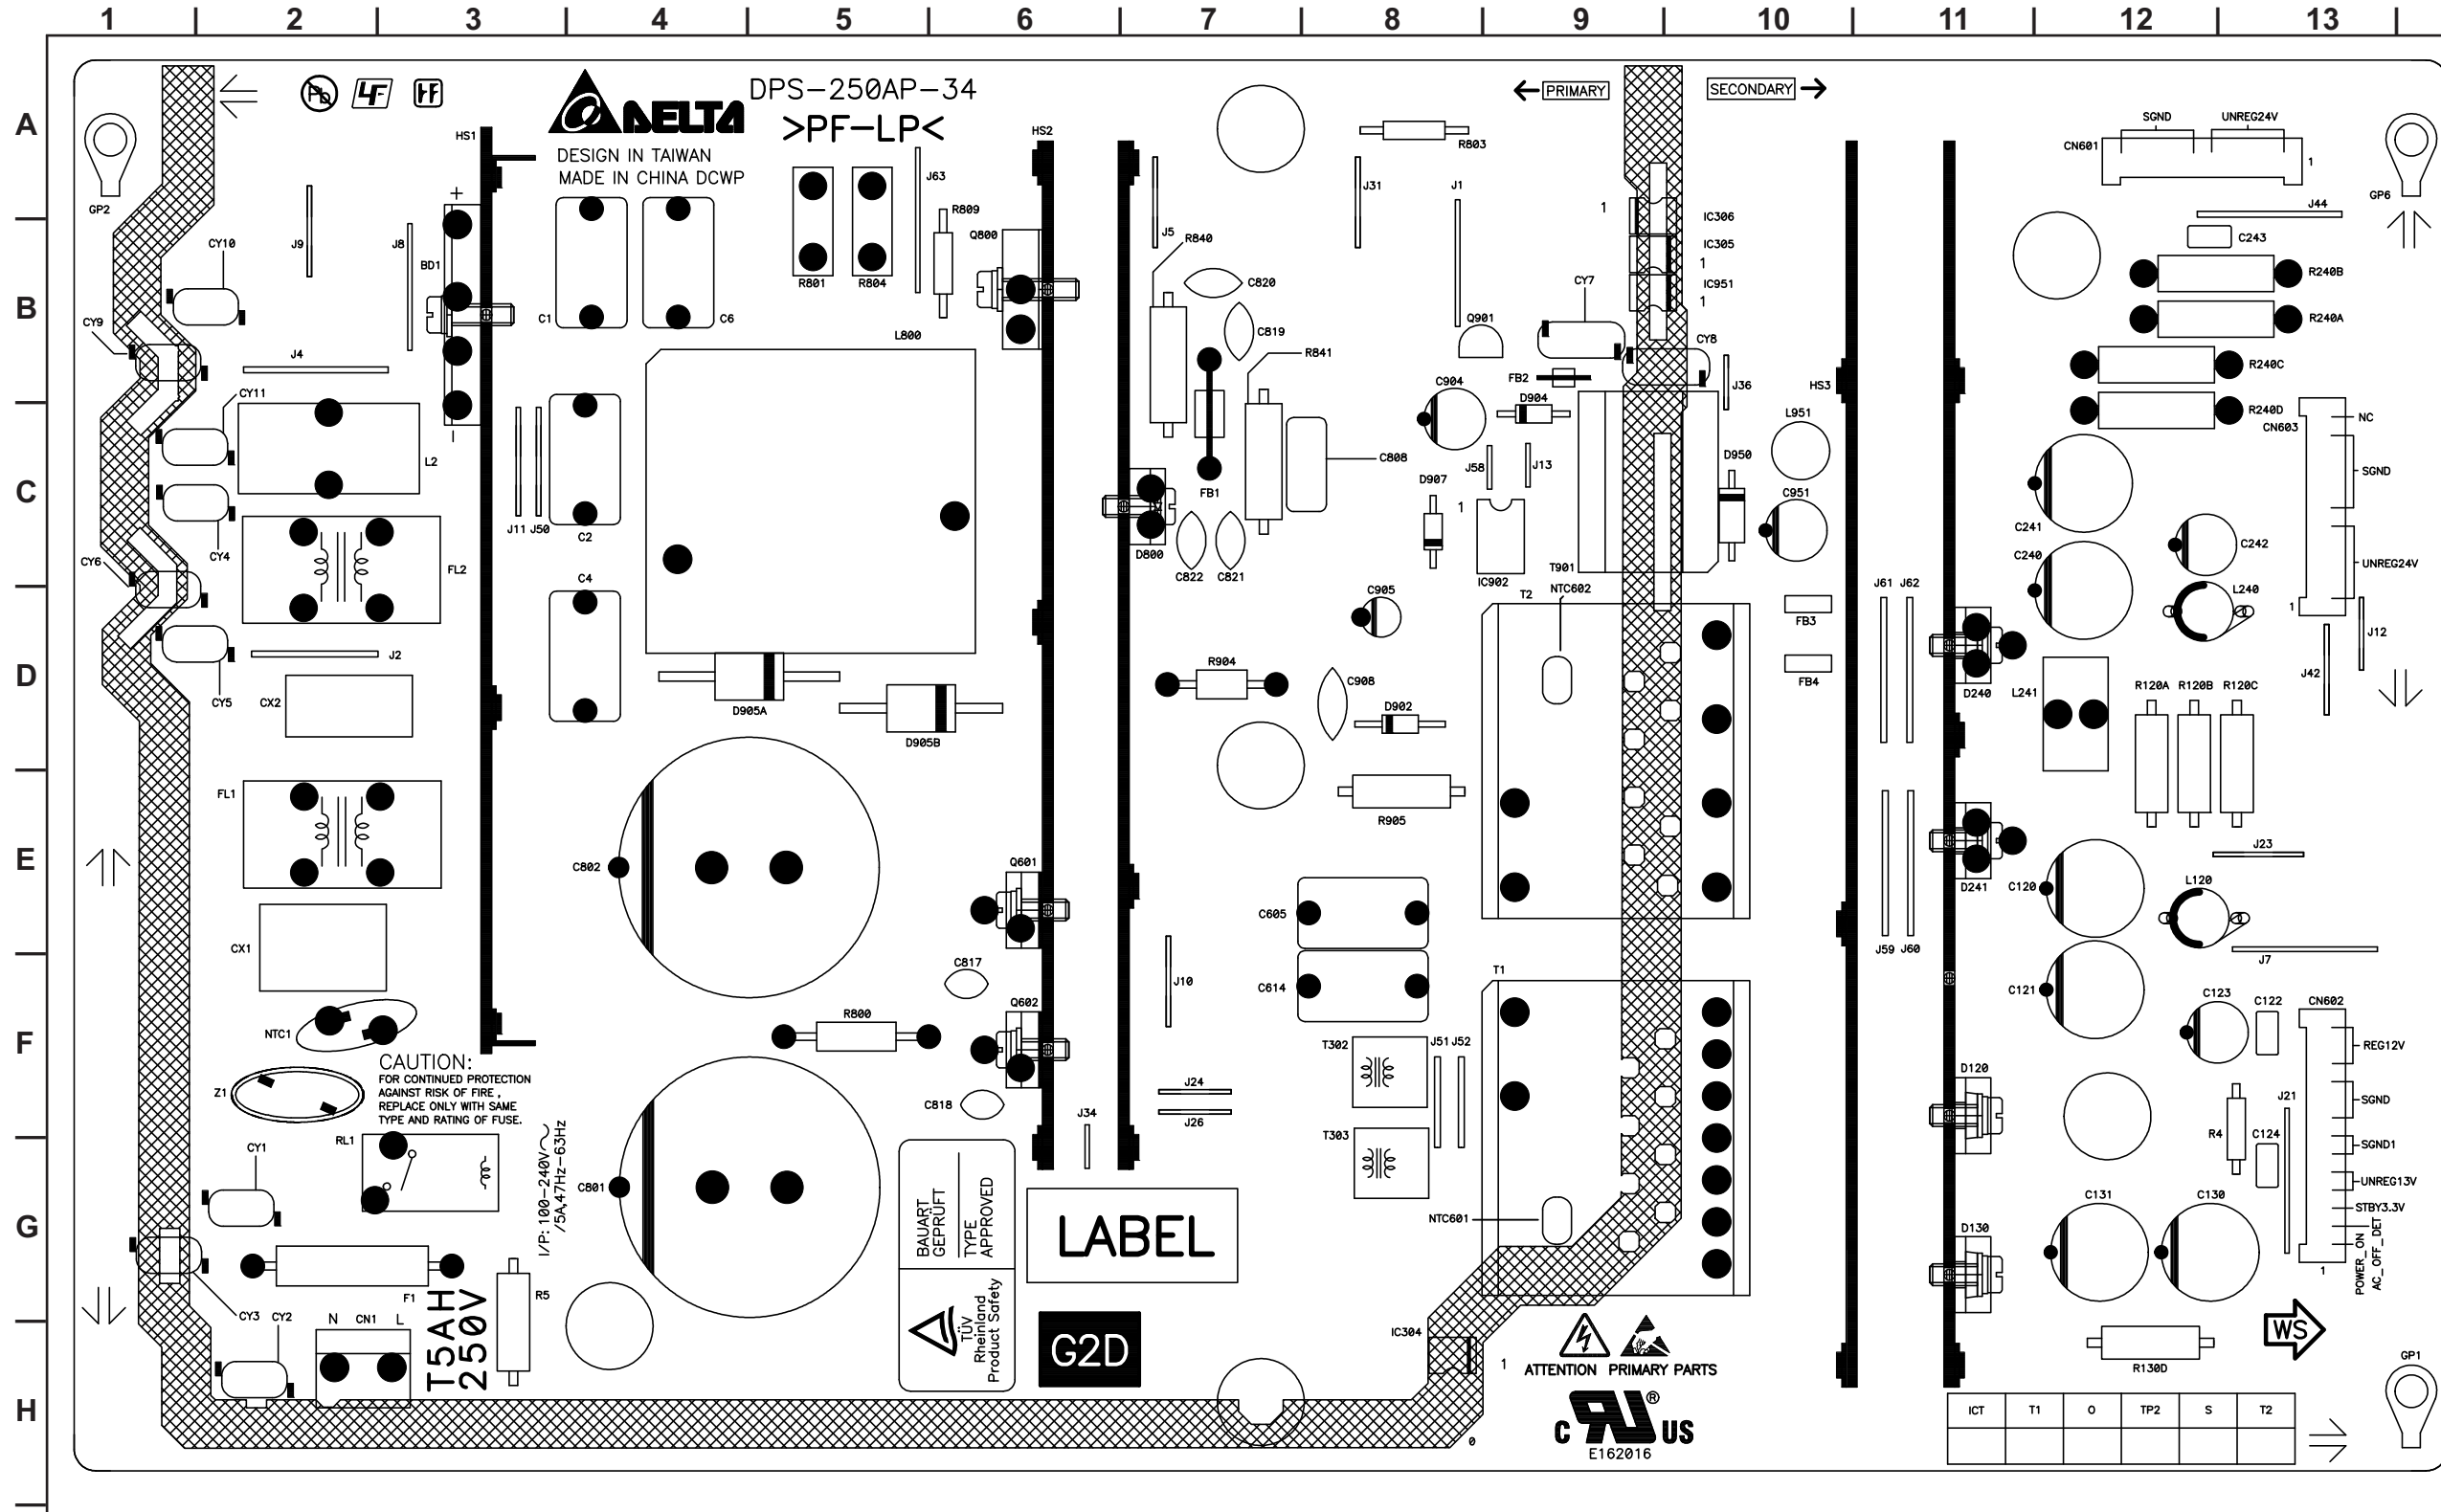 1 2 3 4 5 6 7 8 9 10 11 12 13
A
Pb LF
DELTA
DPS-250AP-34
>PF-LP<
DESIGN IN TAIWAN
MADE IN CHINA DCWP
PRIMARY
SECONDARY
SGND UNREG24V
CN601
1
GP2
GP6
HS1
HS2
J63
R809
Q800
J31
J1
R803
1
IC306
IC305
1
IC951
1
J44
C243
R240B
R240A
R240C
R240D
B
CY10
J9
J8
+
BD1
-
CY9
J4
CY11
C1
C6
R801
R804
L800
J5
R840
C820
C819
R841
Q901
CY7
CY8
FB2
J36
HS3
C904
D904
L951
CN603
NC
SGND
UNREG24V
1
C
L2
J11 J50
C2
FB1
C808
J58
J13
D907
1
D950
C951
C241
C240
C242
CY4
CY6
FL2
D800
C822 C821
IC902
T901
C4
C905
T2
NTC602
J61 J62
L240
FB3
FB4
J12
J42
D
J2
CY5
CX2
D905A
D905B
R904
C908
D902
D240
L241
R120A R120B R120C
FL1
R905
E
C802
Q601
C605
D241
C120
L120
J23
CX1
J59 J60
J7
C817
C614
T1
C121
C123
C122
CN602
F
NTC1
R800
Q602
J10
T302
J51 J52
REG12V
CAUTION:
FOR CONTINUED PROTECTION
AGAINST RISK OF FIRE ,
REPLACE ONLY WITH SAME
TYPE AND RATING OF FUSE.
Z1
C818
J34
J24
J26
D120
J21
SGND
RL1
CY1
T303
R4
C124
SGND1
UNREG13V
STBY3.3V
POWER_ON
AC_OFF_DET
1
G
I/P: 100-240V~
/5A,47Hz-63Hz
C801
BAUART
GEPRÜFT
TYPE
APPROVED
LABEL
NTC601
C131
C130
D130
F1
CY3
CY2
N CN1 L
T5AH
250V
R5
TÜV
Rheinland
Product Safety
G2D
IC304
1
ATTENTION PRIMARY PARTS
R130D
WS
GP1
H
0
C UR ® US
E162016
ICT T1 O TP2 S T2